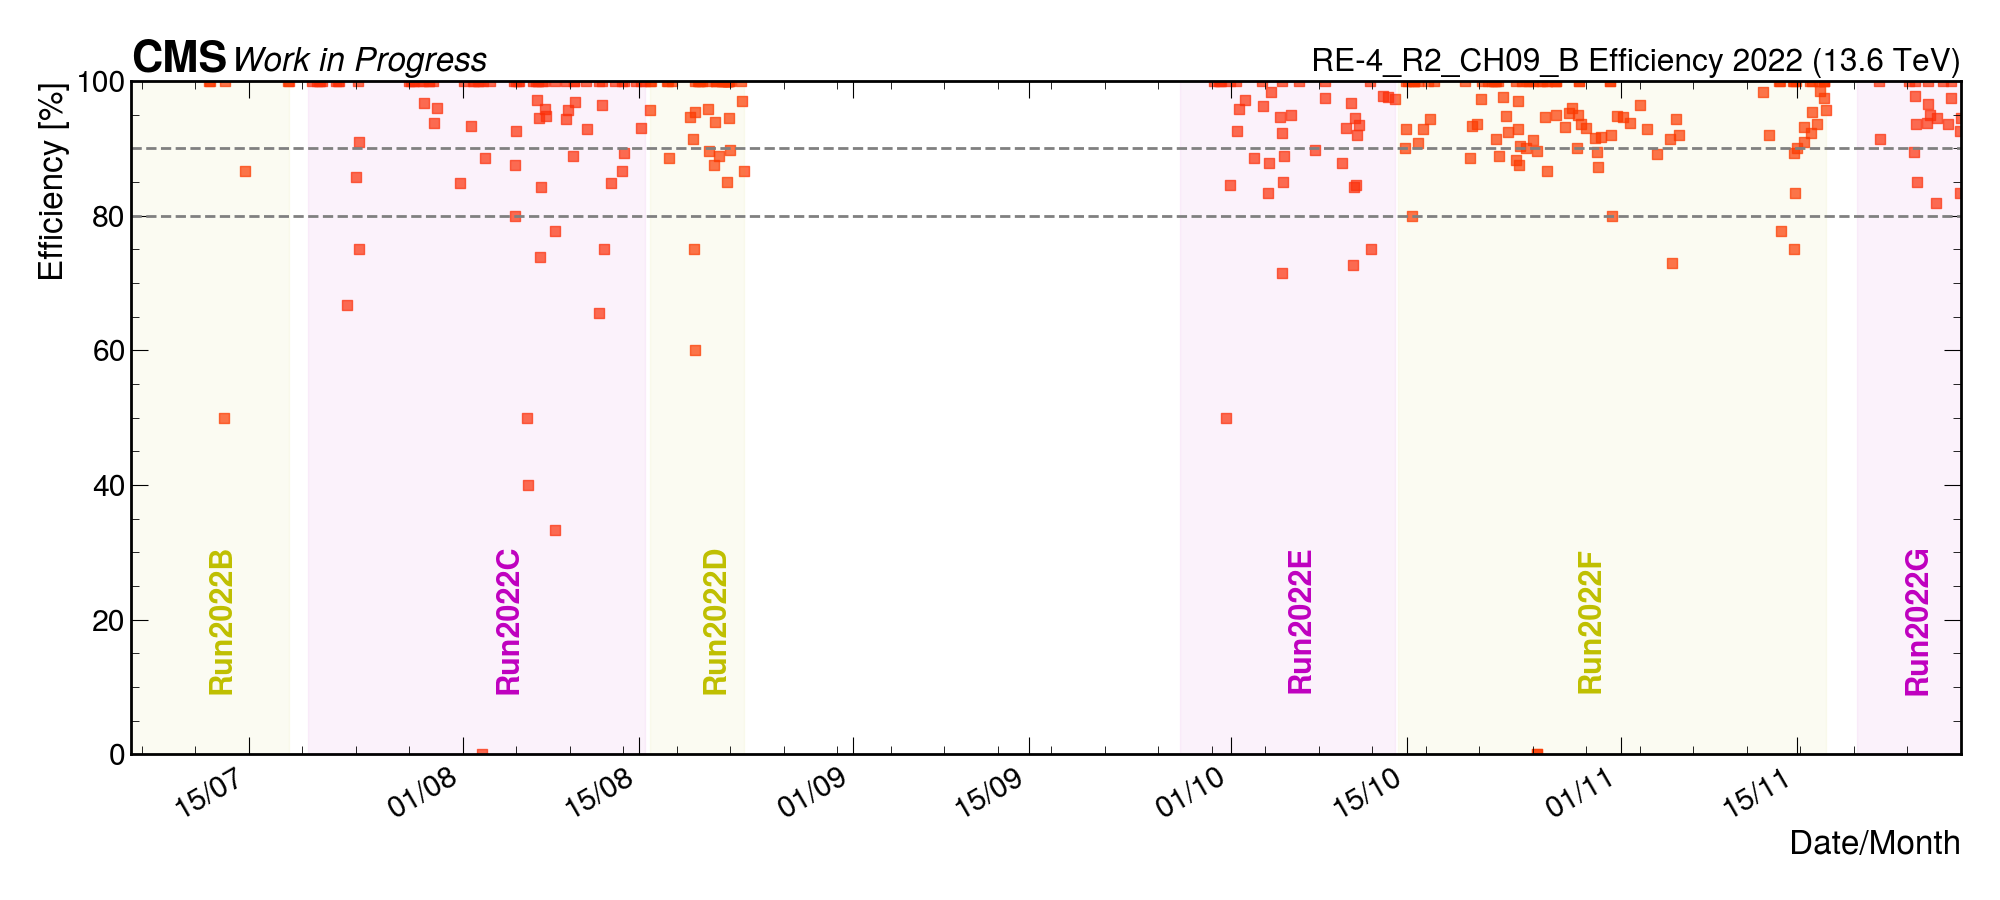 CMS Work in Progress
RE-4_R2_CH09_B Efficiency 2022 (13.6 TeV)
Efficiency [%]
100
80
60
40
20
0
Run2022B
Run2022C
Run2022D
Run2022E
Run2022F
Run2022G
15/07
01/08
15/08
01/09
15/09
01/10
15/10
01/11
15/11
Date/Month